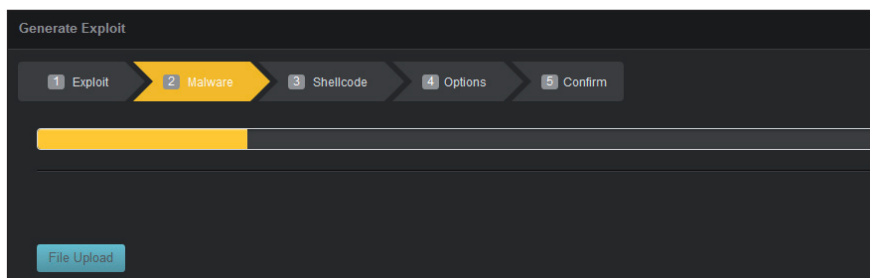 Generate Exploit
1 Exploit 2 Malware 3 Shellcode 4 Options 5 Confirm
File Upload